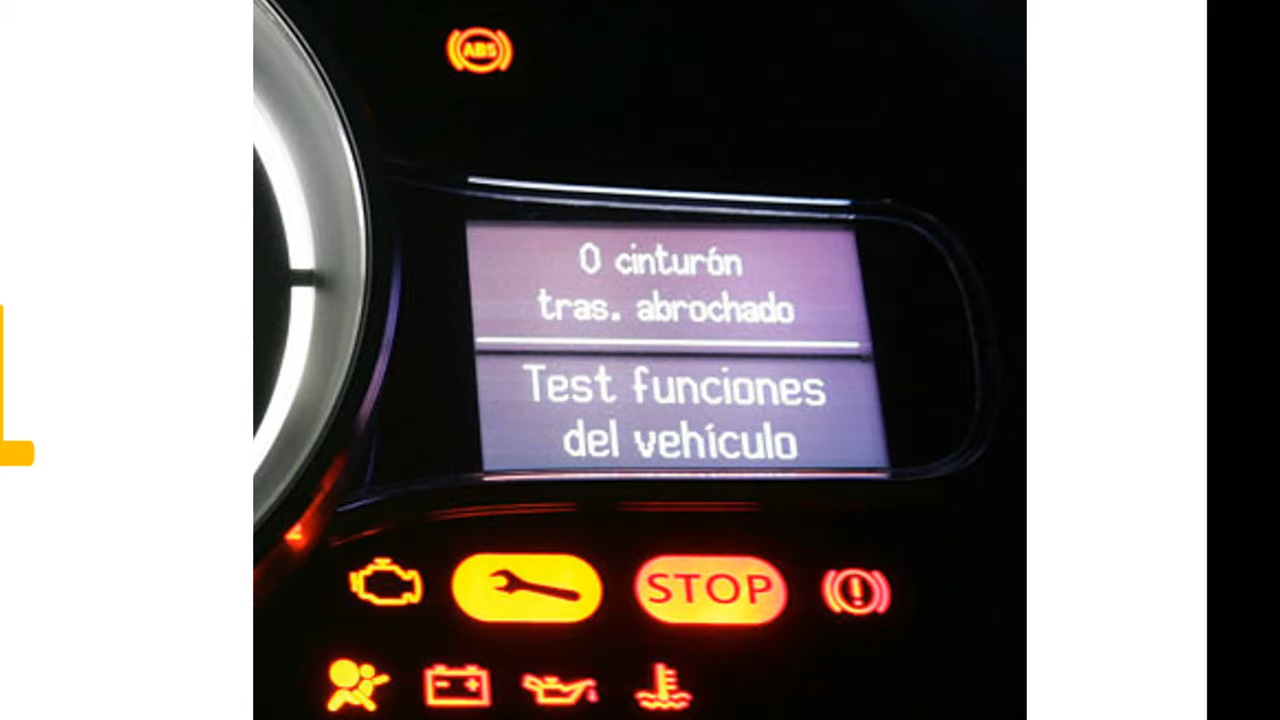 ABS
0 cinturón
tras. abrochado
Test funciones
del vehículo
STOP